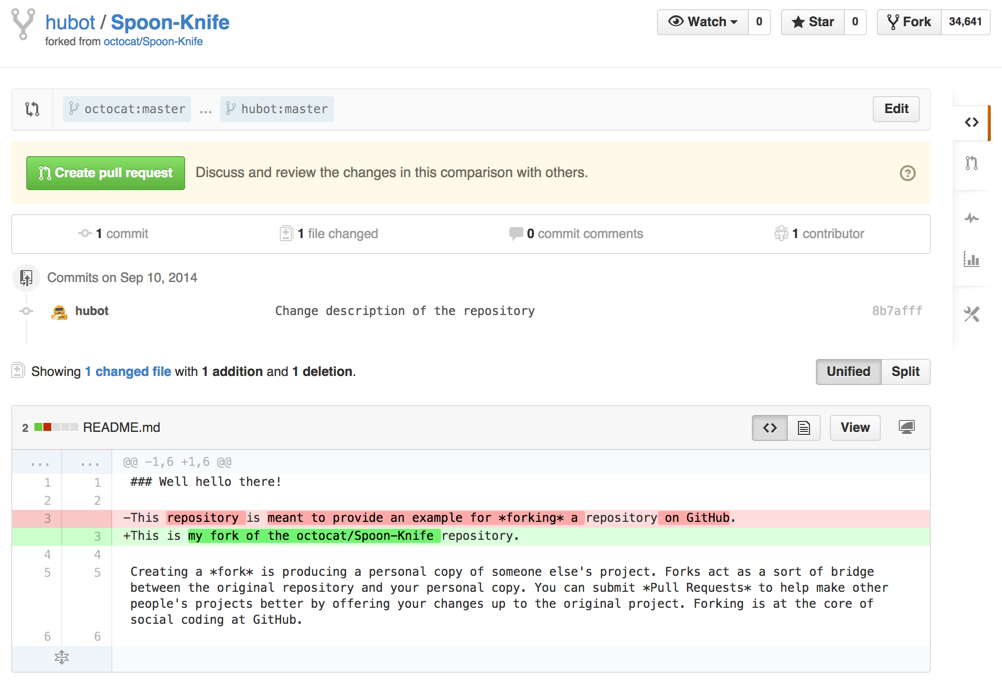 hubot / Spoon-Knife
forked from octocat/Spoon-Knife
Watch 0 Star 0 Fork 34,641
octocat:master ... hubot:master Edit
Create pull request Discuss and review the changes in this comparison with others. ?
1 commit 1 file changed 0 commit comments 1 contributor
Commits on Sep 10, 2014
hubot Change description of the repository 8b7afff
Showing 1 changed file with 1 addition and 1 deletion. Unified Split
2 README.md <> View
... ... @@ -1,6 +1,6 @@
1 1 ### Well hello there!
2 2
3 -This repository is meant to provide an example for *forking* a repository on GitHub.
3 +This is my fork of the octocat/Spoon-Knife repository.
4 4
5 5 Creating a *fork* is producing a personal copy of someone else's project. Forks act as a sort of bridge
between the original repository and your personal copy. You can submit *Pull Requests* to help make other
people's projects better by offering your changes up to the original project. Forking is at the core of
social coding at GitHub.
6 6